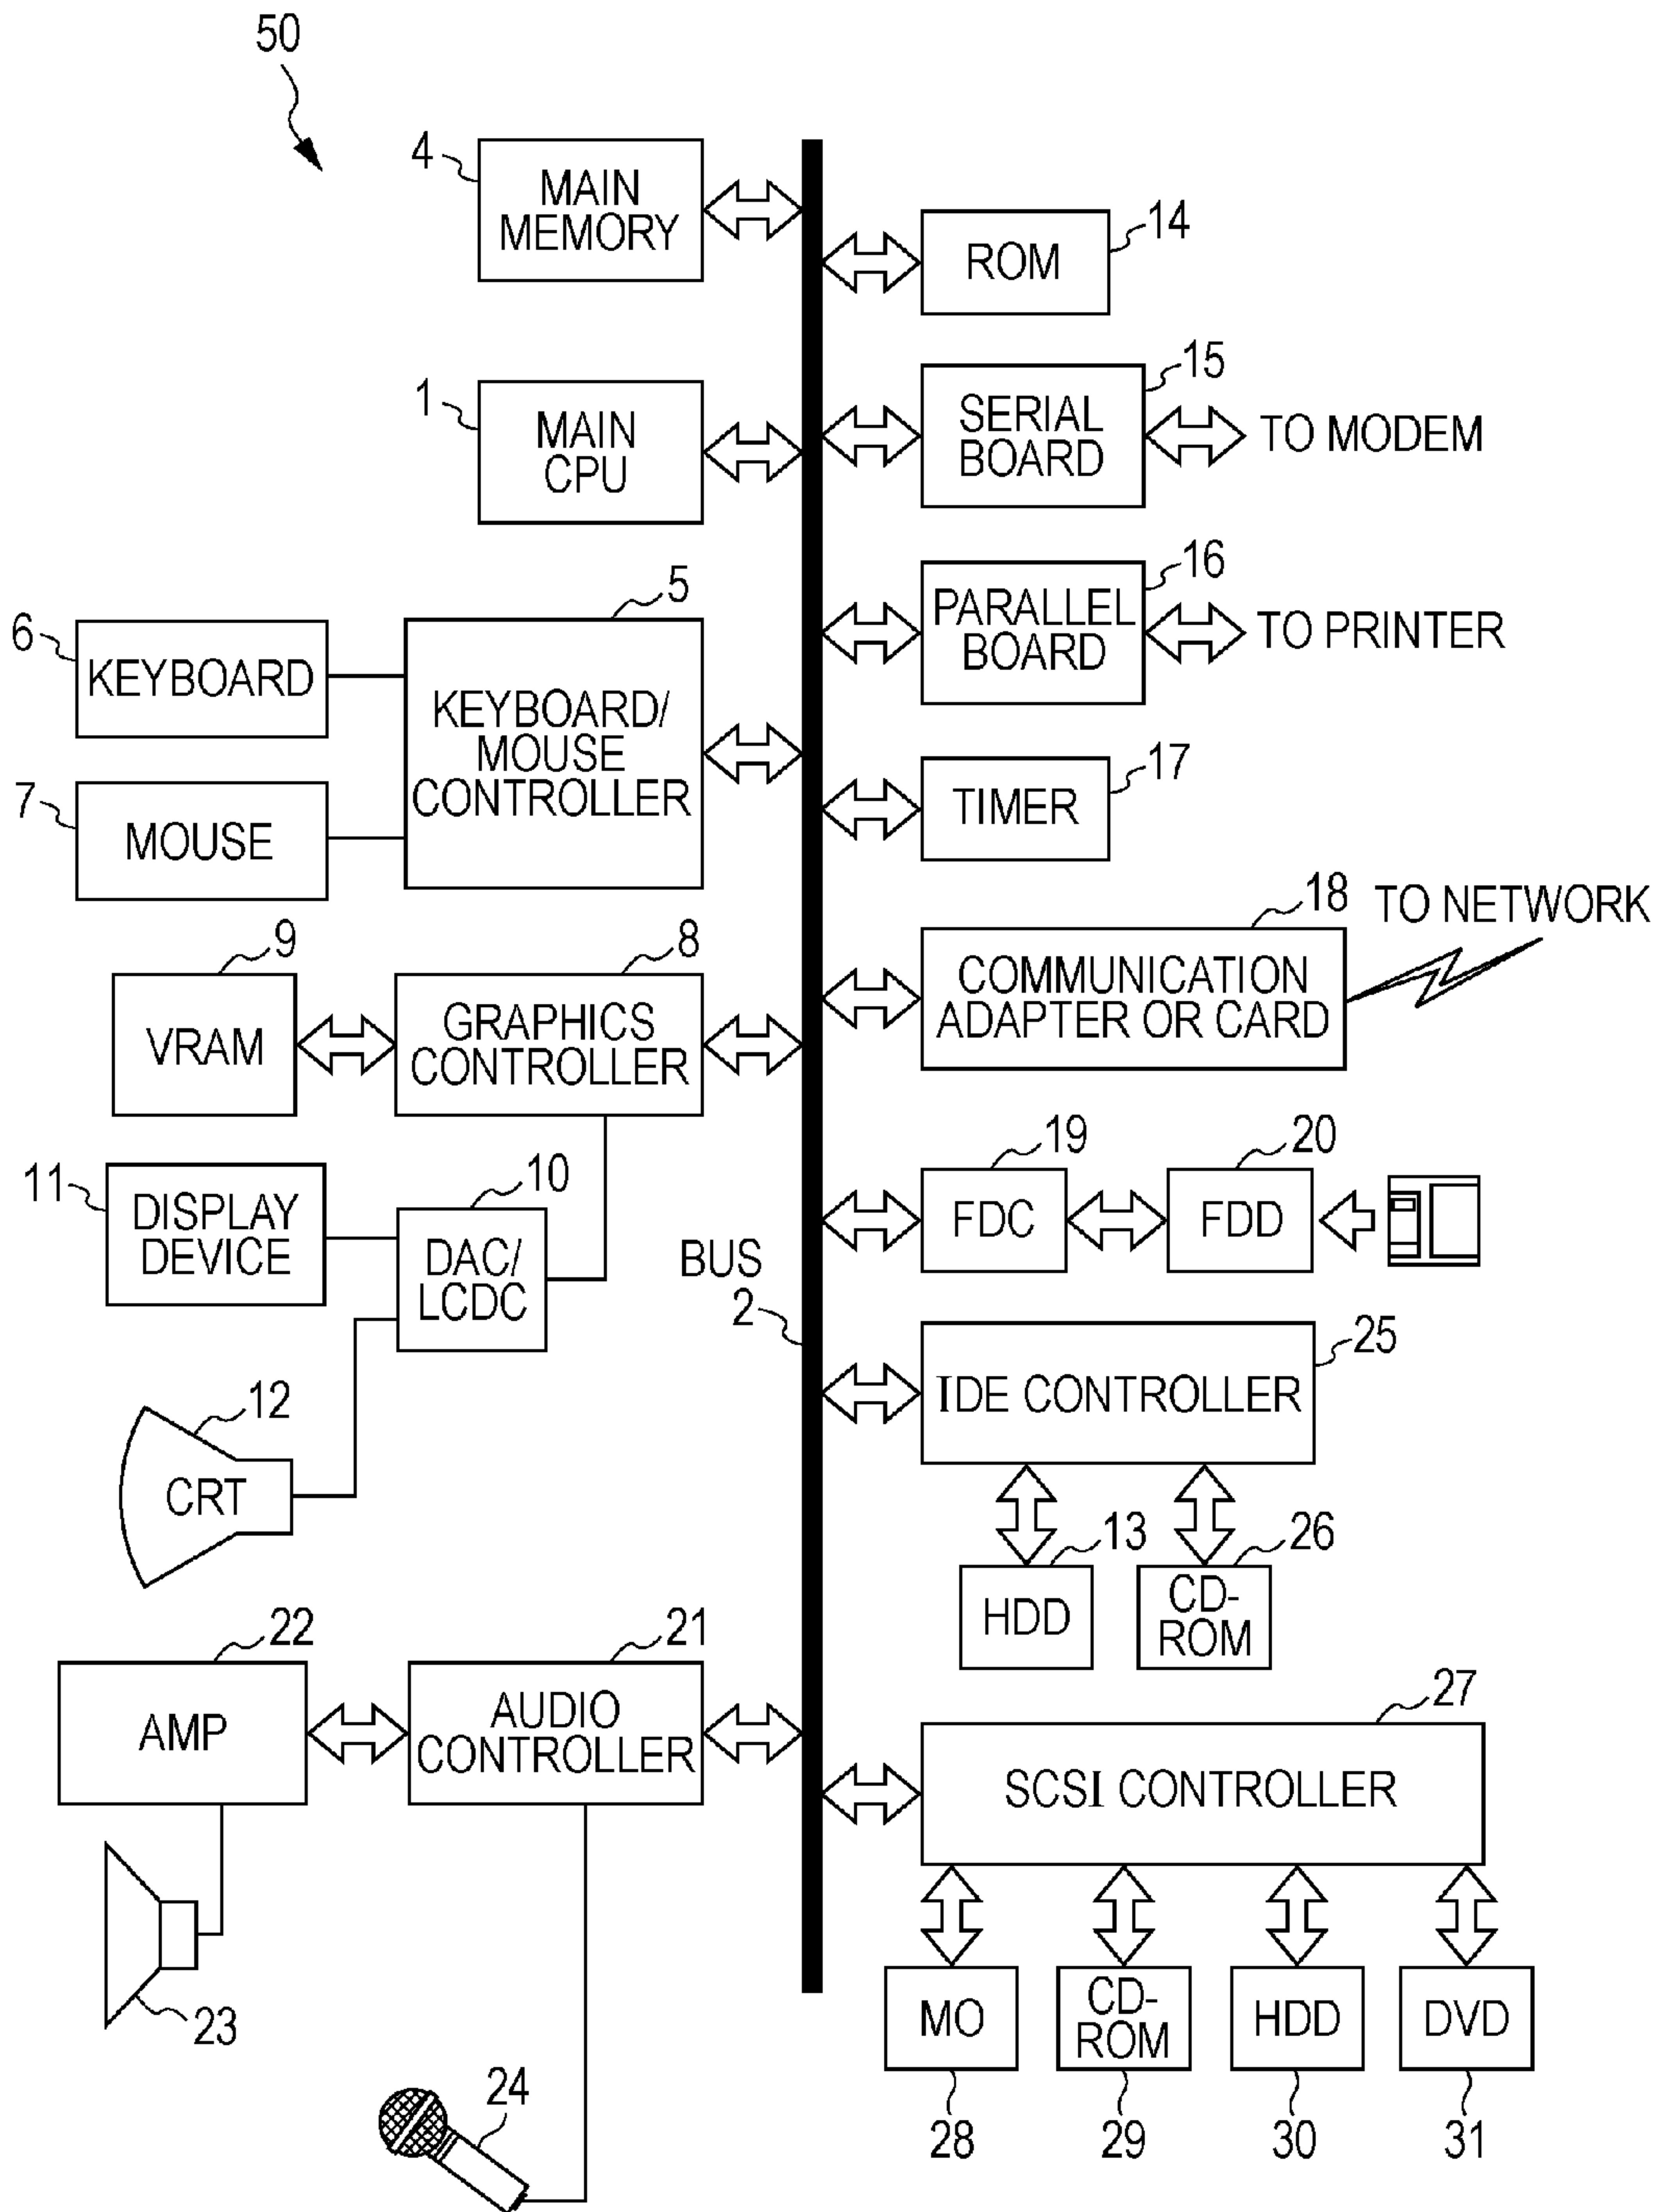 50
4
MAIN
MEMORY
14
ROM
1
MAIN
CPU
15
SERIAL
BOARD
TO MODEM
16
PARALLEL
BOARD
TO PRINTER
5
KEYBOARD/
MOUSE
CONTROLLER
6
KEYBOARD
7
MOUSE
17
TIMER
18
COMMUNICATION
ADAPTER OR CARD
TO NETWORK
9
VRAM
8
GRAPHICS
CONTROLLER
19
FDC
20
FDD
11
DISPLAY
DEVICE
10
DAC/
LCDC
BUS
2
25
IDE CONTROLLER
12
CRT
13
HDD
26
CD-
ROM
22
AMP
21
AUDIO
CONTROLLER
27
SCSI CONTROLLER
23
24
MO
28
CD-
ROM
29
HDD
30
DVD
31